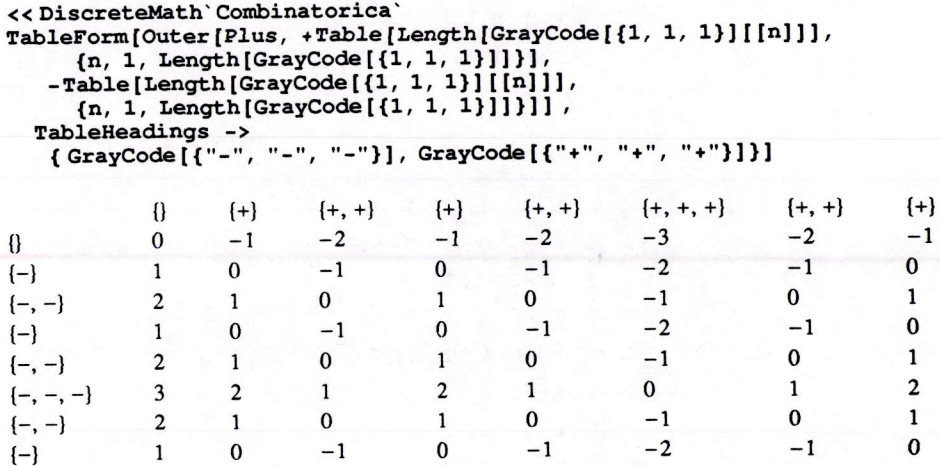 << DiscreteMath`Combinatorica`
TableForm[Outer[Plus, +Table[Length[GrayCode[{1, 1, 1}][[n]]],
{n, 1, Length[GrayCode[{1, 1, 1}]]}],
-Table[Length[GrayCode[{1, 1, 1}][[n]]],
{n, 1, Length[GrayCode[{1, 1, 1}]]}]],
TableHeadings ->
{ GrayCode[{"-", "-", "-"}], GrayCode[{"+", "+", "+"}]}]
{} {+} {+, +} {+} {+, +} {+, +, +} {+, +} {+}
{} 0 −1 −2 −1 −2 −3 −2 −1
{−} 1 0 −1 0 −1 −2 −1 0
{−, −} 2 1 0 1 0 −1 0 1
{−} 1 0 −1 0 −1 −2 −1 0
{−, −} 2 1 0 1 0 −1 0 1
{−, −, −} 3 2 1 2 1 0 1 2
{−, −} 2 1 0 1 0 −1 0 1
{−} 1 0 −1 0 −1 −2 −1 0